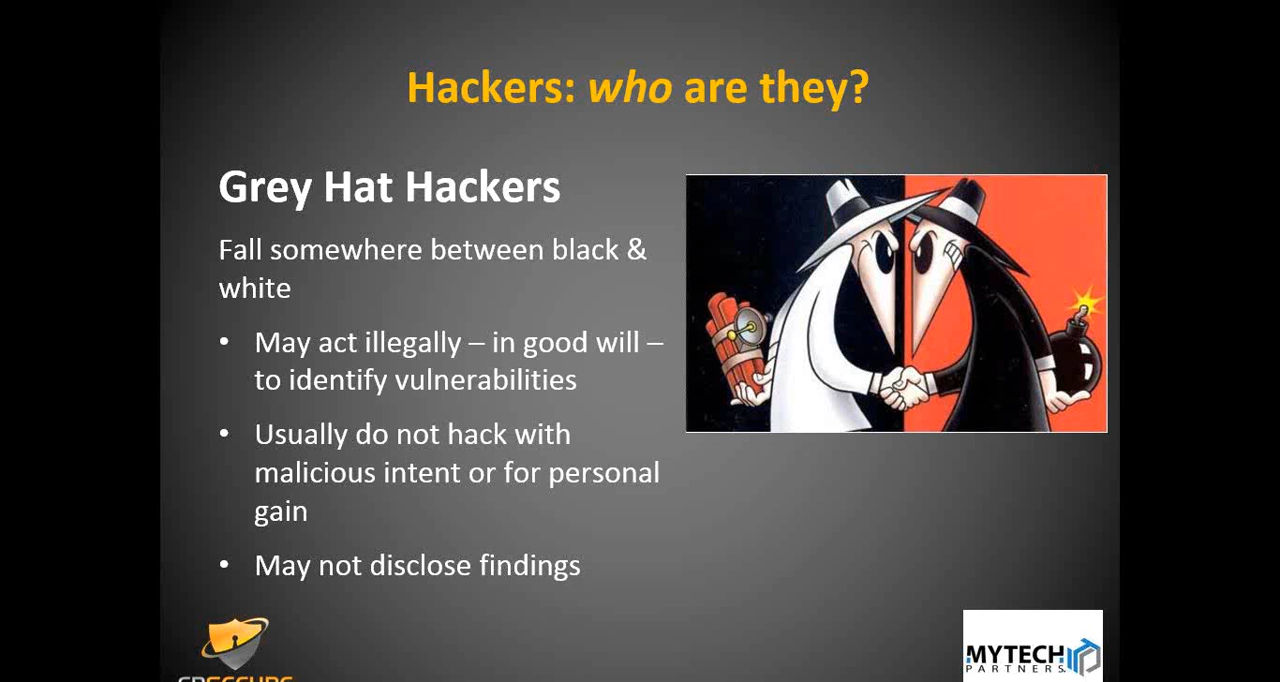 Hackers: who are they?
Grey Hat Hackers
Fall somewhere between black &
white
• May act illegally – in good will –
to identify vulnerabilities
• Usually do not hack with
malicious intent or for personal
gain
• May not disclose findings
MYTECH
PARTNERS